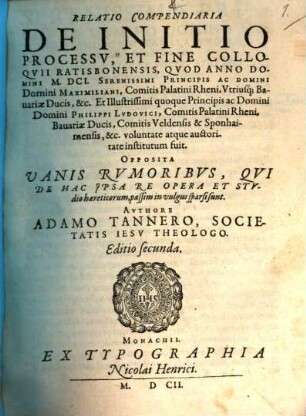 1.
RELATIO COMPENDIARIA
DE INITIO
PROCESSV, ET FINE COLLO-
QVII RATISBONENSIS, QVOD ANNO DO-
MINI M. DCI. SERENISSIMI PRINCIPIS AC DOMINI
Domini MAXIMILIANI, Comitis Palatini Rheni, Vtriusq; Ba-
uariæ Ducis, &c. Et Illustrissimi quoque Principis ac Domini
Domini PHILIPPI LVDOVICI, Comitis Palatini Rheni,
Bauariæ Ducis, Comitis Veldensis & Sponhai-
mensis, &c. voluntate atque auctori-
tate institutum fuit.
OPPOSITA
VANIS RVMORIBVS, QVI
DE HAC IPSA RE OPERA ET STV-
dio hæreticorum, passim in vulgus sparsi sunt.
AVTHORE
ADAMO TANNERO, SOCIE-
TATIS IESV THEOLOGO.
Editio secunda.
MONACHII.
EX TYPOGRAPHIA
Nicolai Henrici.
M. D CII.